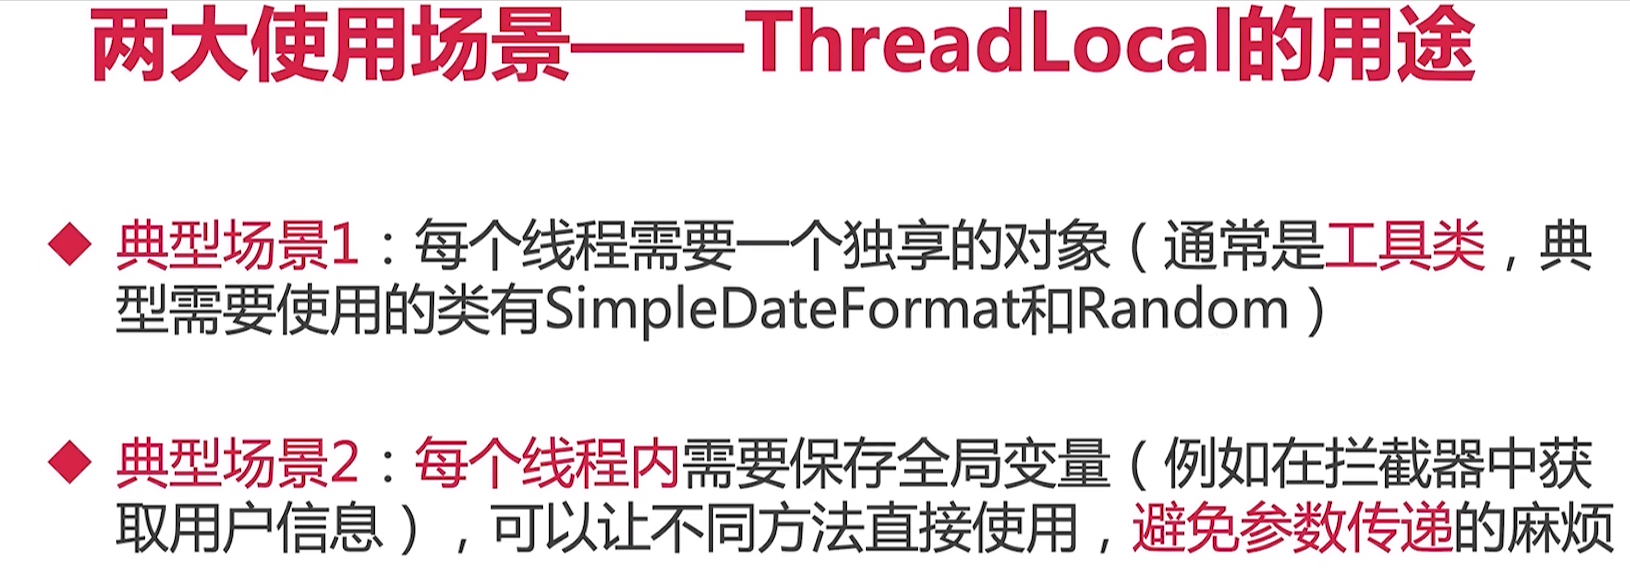 两大使用场景——ThreadLocal的用途
典型场景1：每个线程需要一个独享的对象（通常是工具类，典
型需要使用的类有SimpleDateFormat和Random）
典型场景2：每个线程内需要保存全局变量（例如在拦截器中获
取用户信息），可以让不同方法直接使用，避免参数传递的麻烦